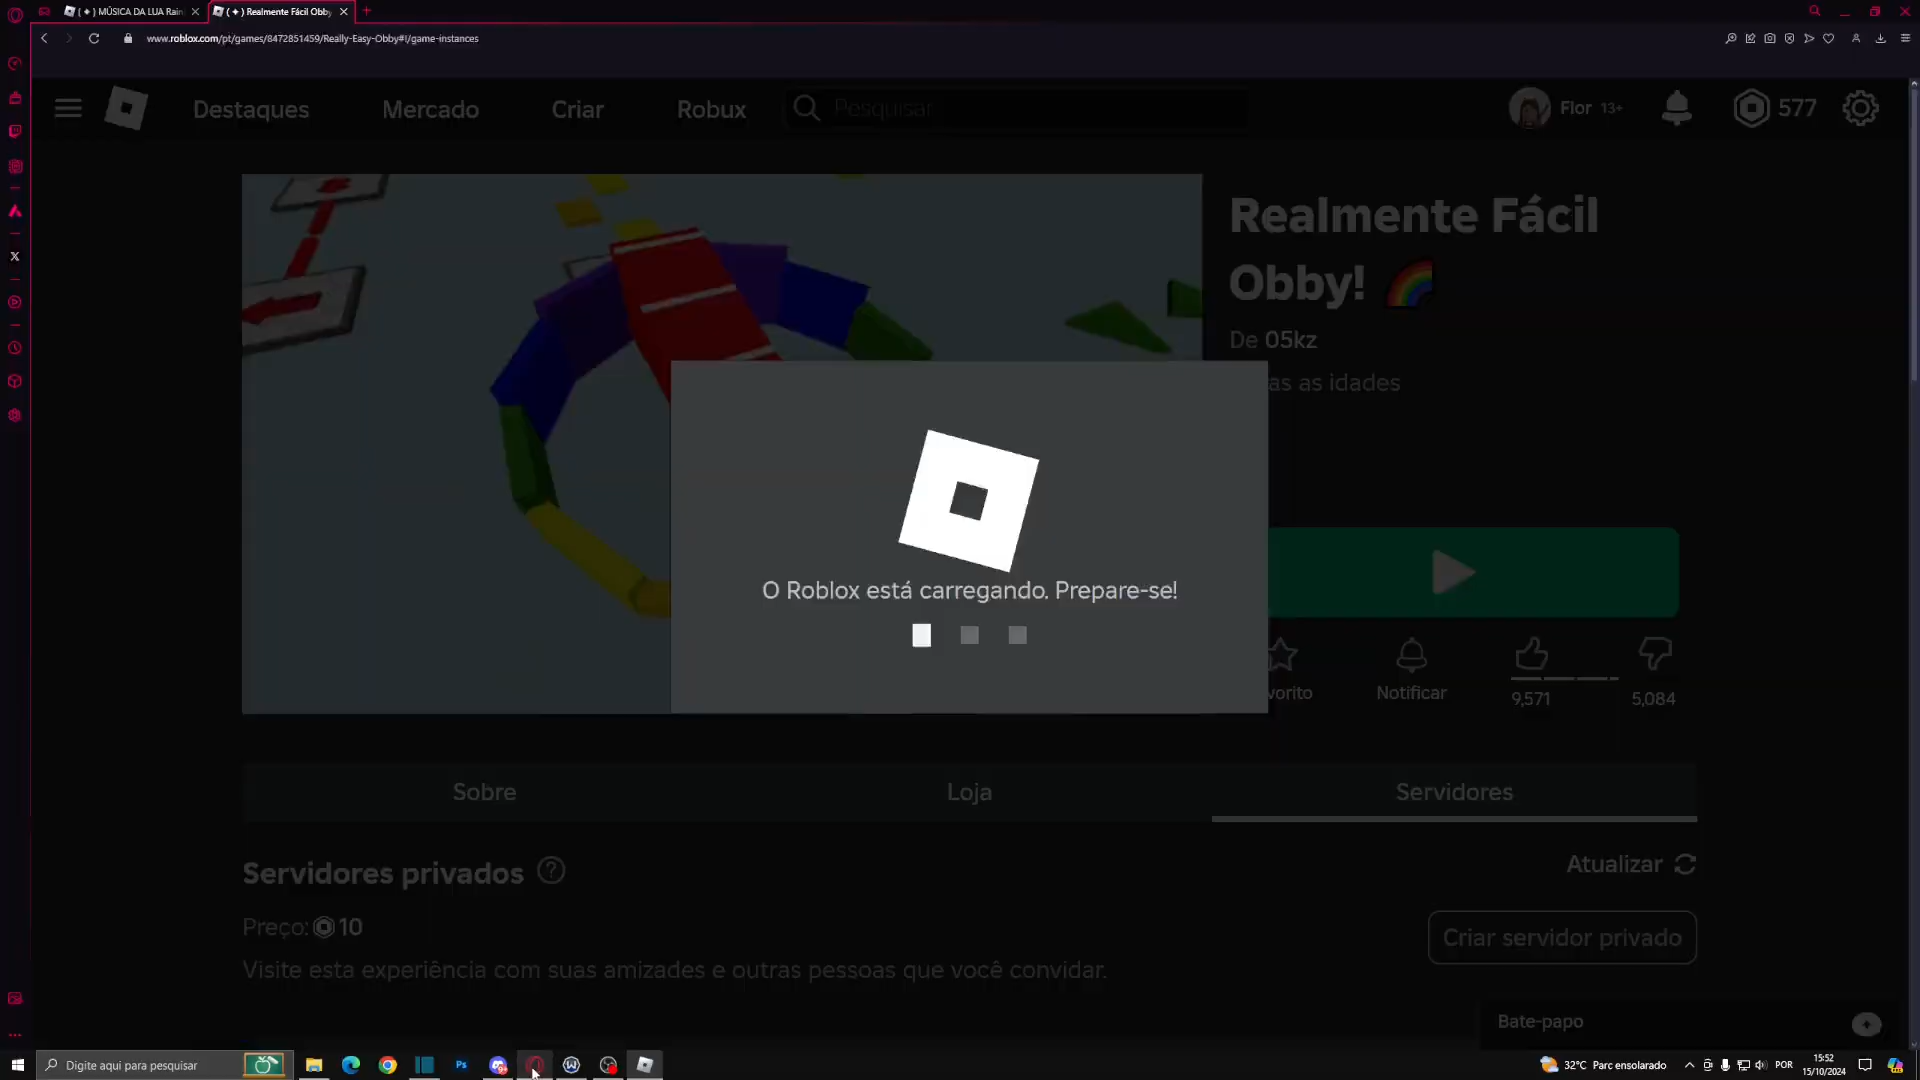 ( ✦ ) MÚSICA DA LUA Rain
( ✦ ) Realmente Fácil Obby
www.roblox.com/pt/games/8472851459/Really-Easy-Obby#!/game-instances
Destaques
Mercado
Criar
Robux
Pesquisar
Flor 13+
577
Realmente Fácil
Obby! 🌈
De 05kz
as as idades
O Roblox está carregando. Prepare-se!
vorito
Notificar
9,571
5,084
Sobre
Loja
Servidores
Servidores privados
Atualizar
Preço: 10
Criar servidor privado
Visite esta experiência com suas amizades e outras pessoas que você convidar.
Bate-papo
Digite aqui para pesquisar
Ps
32°C Parc ensolarado
POR
15:52
15/10/2024